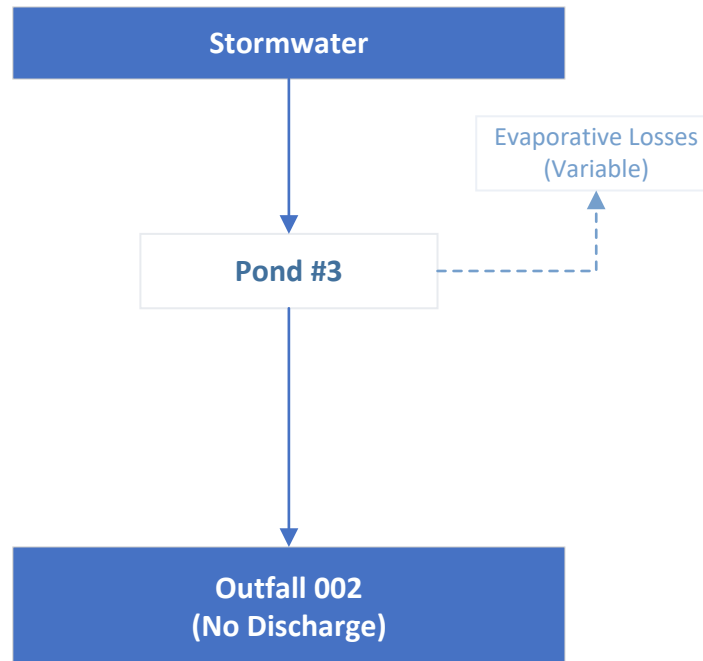 Stormwater
Evaporative Losses
(Variable)
Pond #3
Outfall 002
(No Discharge)